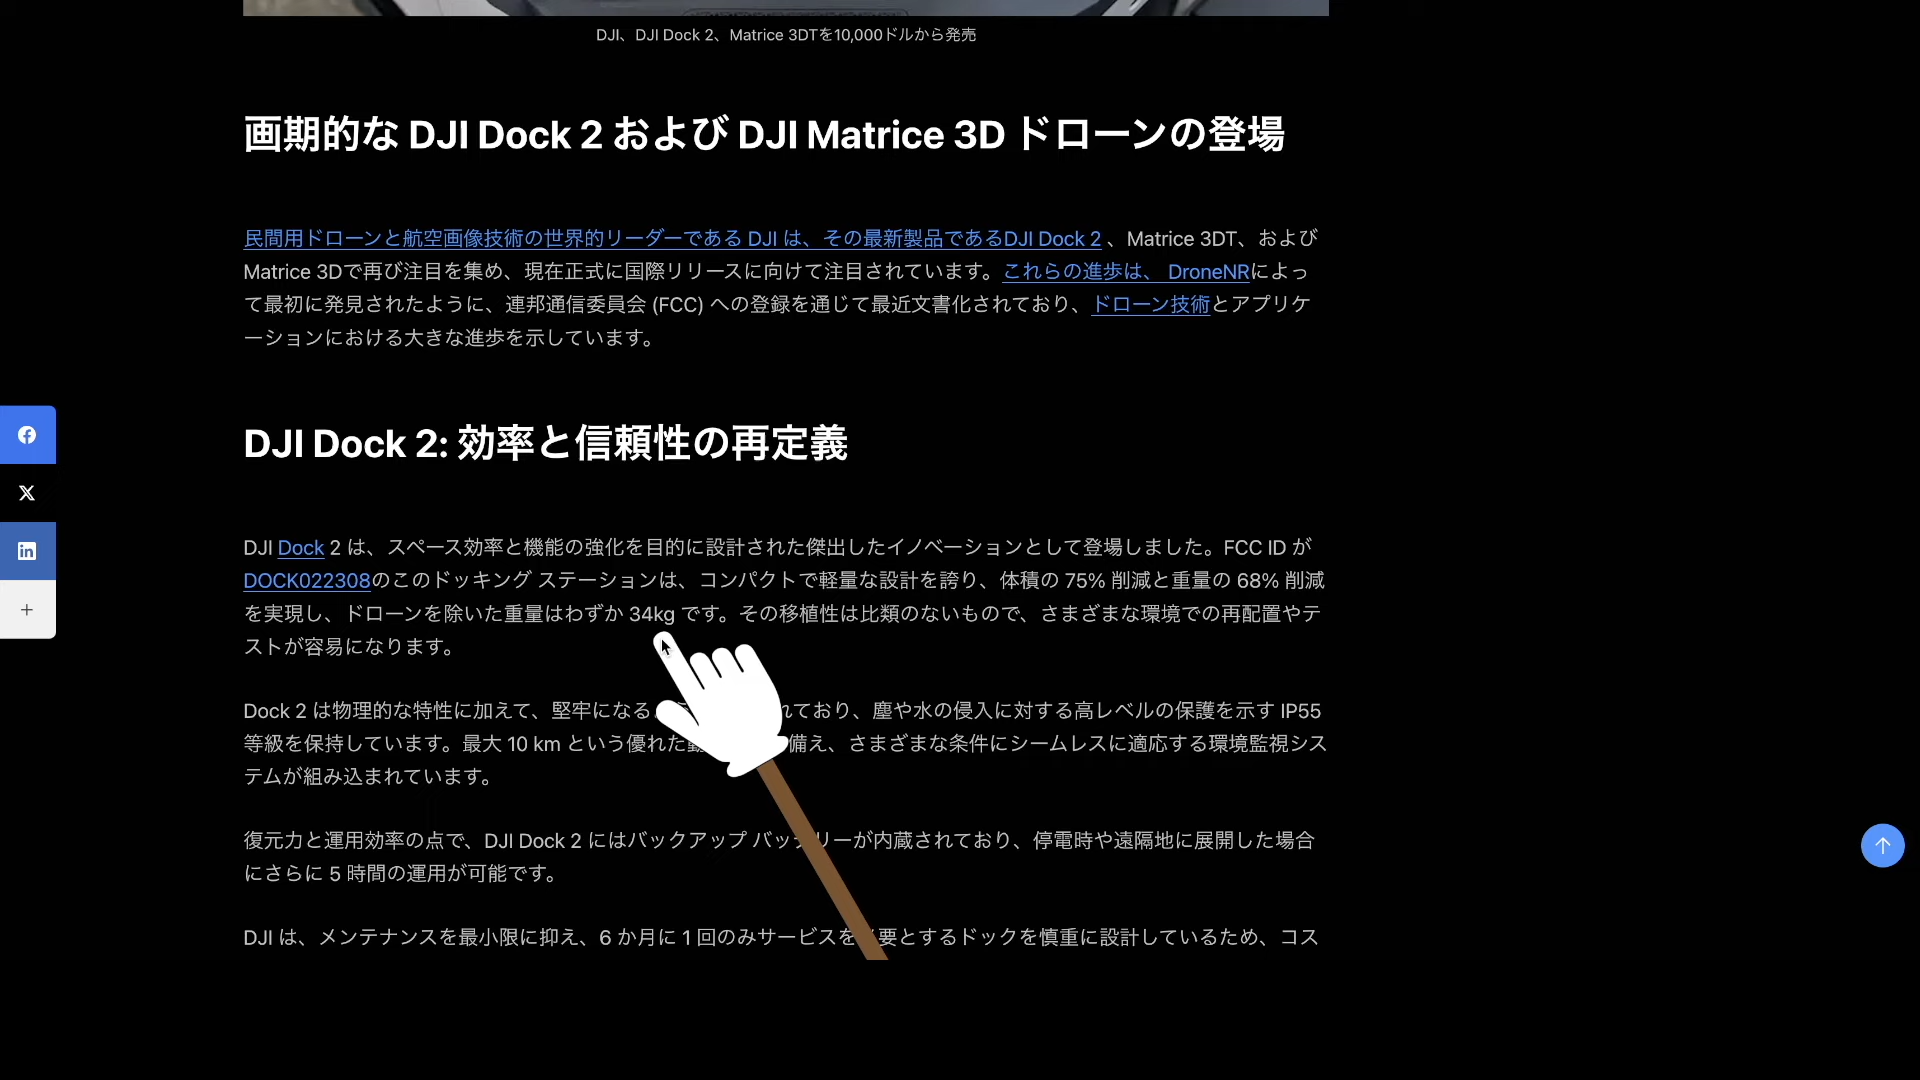 DJI、DJI Dock 2、Matrice 3DTを10,000ドルから発売
画期的な DJI Dock 2 および DJI Matrice 3D ドローンの登場
民間用ドローンと航空画像技術の世界的リーダーである DJI は、その最新製品であるDJI Dock 2 、Matrice 3DT、および
Matrice 3Dで再び注目を集め、現在正式に国際リリースに向けて注目されています。これらの進歩は、 DroneNRによっ
て最初に発見されたように、連邦通信委員会 (FCC) への登録を通じて最近文書化されており、ドローン技術とアプリケ
ーションにおける大きな進歩を示しています。
DJI Dock 2: 効率と信頼性の再定義
DJI Dock 2 は、スペース効率と機能の強化を目的に設計された傑出したイノベーションとして登場しました。FCC ID が
DOCK022308のこのドッキング ステーションは、コンパクトで軽量な設計を誇り、体積の 75% 削減と重量の 68% 削減
を実現し、ドローンを除いた重量はわずか 34kg です。その移植性は比類のないもので、さまざまな環境での再配置やテ
ストが容易になります。
Dock 2 は物理的な特性に加えて、堅牢になる れており、塵や水の侵入に対する高レベルの保護を示す IP55
等級を保持しています。最大 10 km という優れた 備え、さまざまな条件にシームレスに適応する環境監視シス
テムが組み込まれています。
復元力と運用効率の点で、DJI Dock 2 にはバックアップ バッテリーが内蔵されており、停電時や遠隔地に展開した場合
にさらに 5 時間の運用が可能です。
DJI は、メンテナンスを最小限に抑え、6 か月に 1 回のみサービスを必要とするドックを慎重に設計しているため、コス